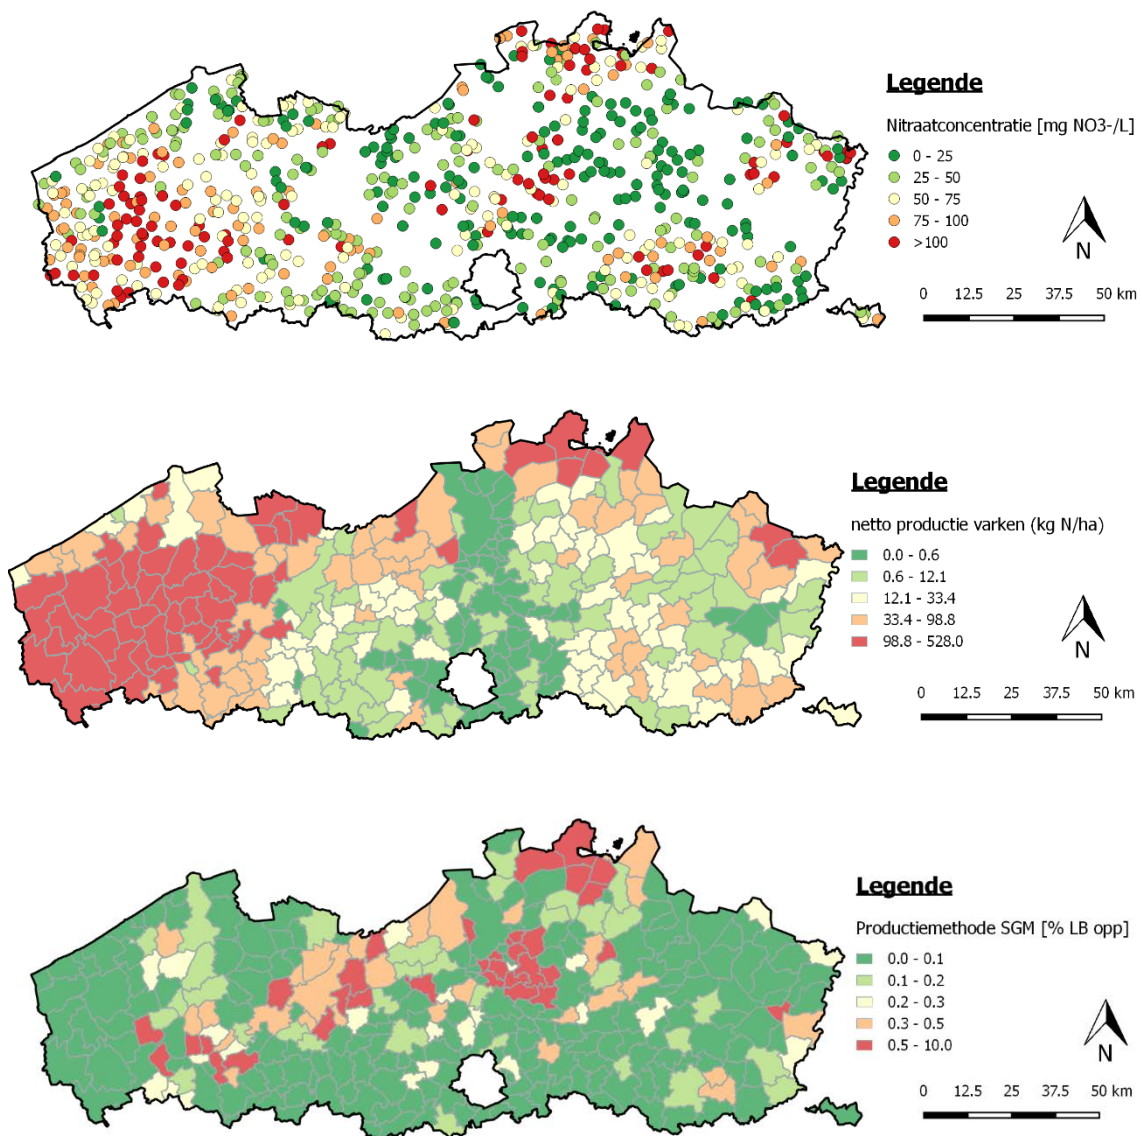 Legende
Nitraatconcentratie [mg NO3-/L]
0 - 25
25 - 50
50 - 75
75 - 100
>100
N
0 12.5 25 37.5 50 km
Legende
netto productie varken (kg N/ha)
0.0 - 0.6
0.6 - 12.1
12.1 - 33.4
33.4 - 98.8
98.8 - 528.0
N
0 12.5 25 37.5 50 km
Legende
Productiemethode SGM [% LB opp]
0.0 - 0.1
0.1 - 0.2
0.2 - 0.3
0.3 - 0.5
0.5 - 10.0
N
0 12.5 25 37.5 50 km